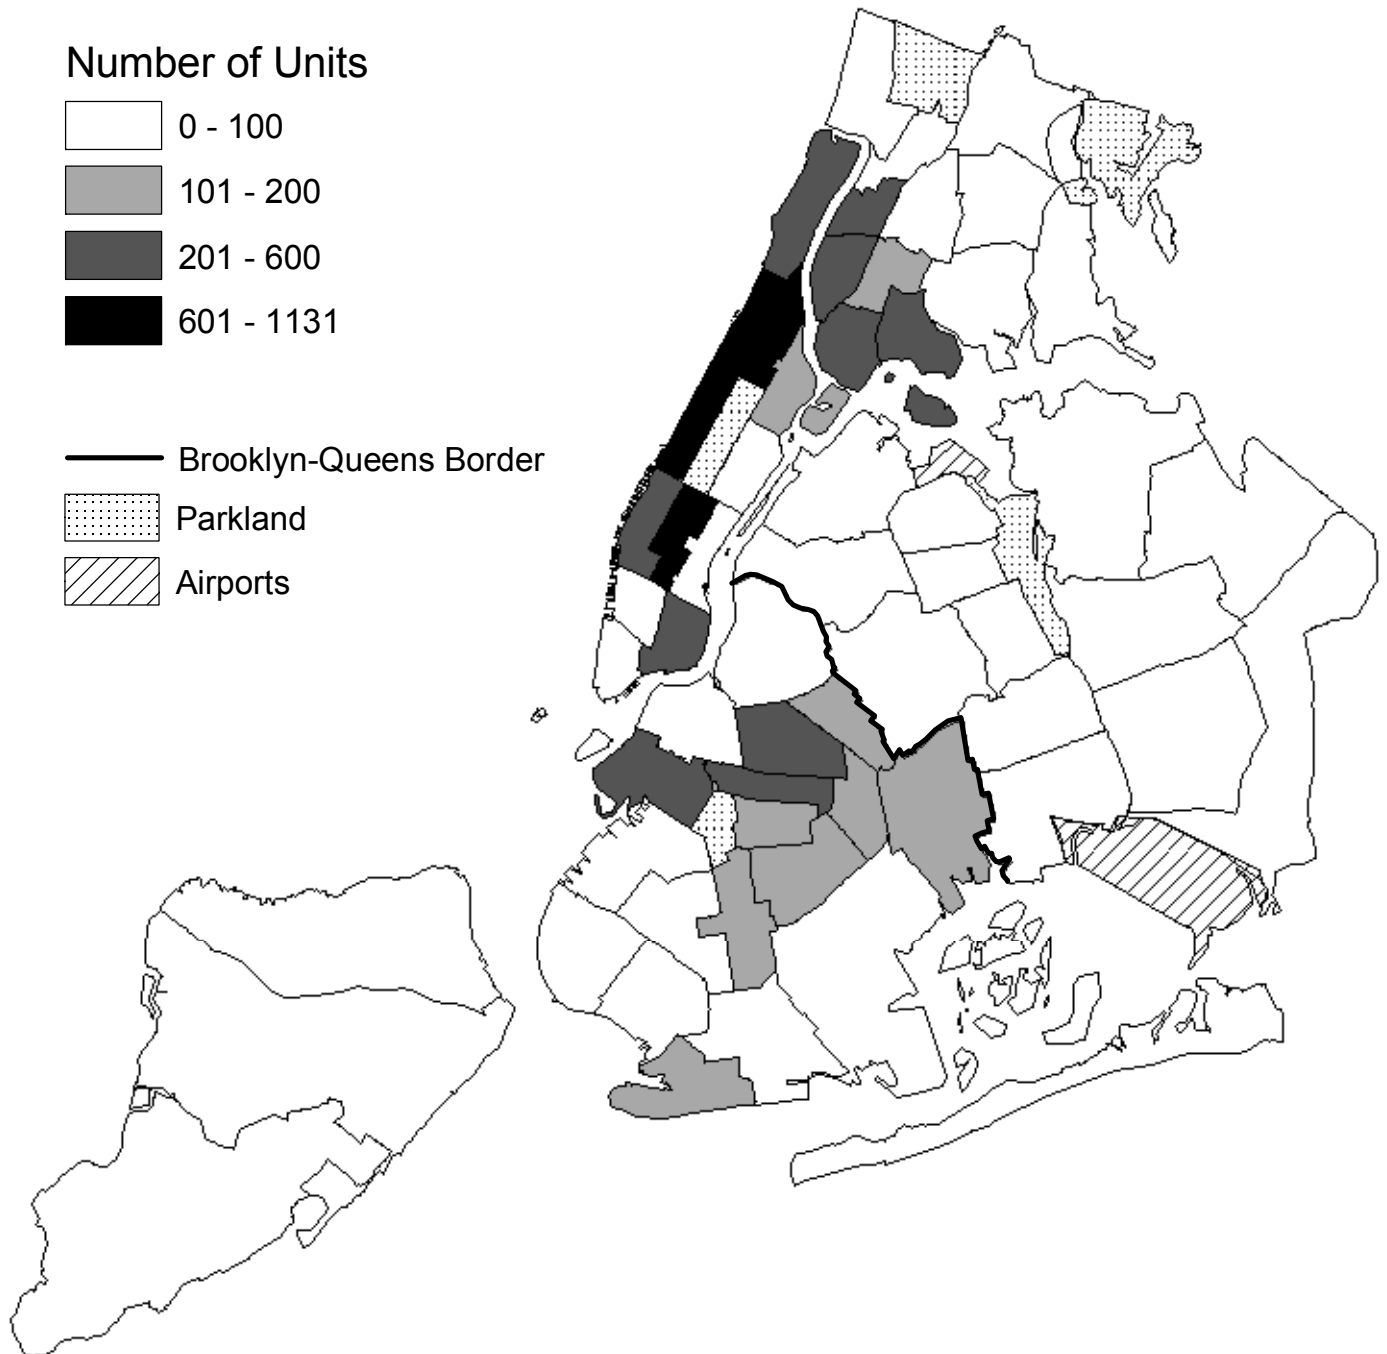 Number of Units
0 - 100
101 - 200
201 - 600
601 - 1131
Brooklyn-Queens Border
Parkland
Airports